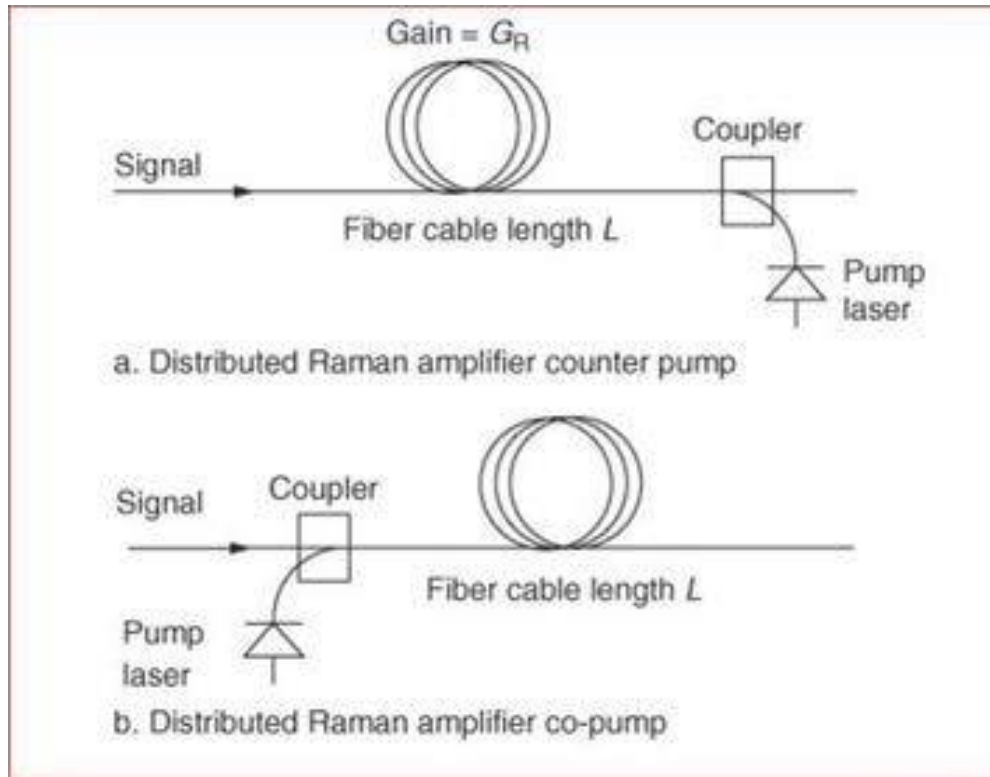 Gain = GR
Coupler
Signal
Fiber cable length L
Pump
laser
a. Distributed Raman amplifier counter pump
Coupler
Signal
Fiber cable length L
Pump
laser
b. Distributed Raman amplifier co-pump